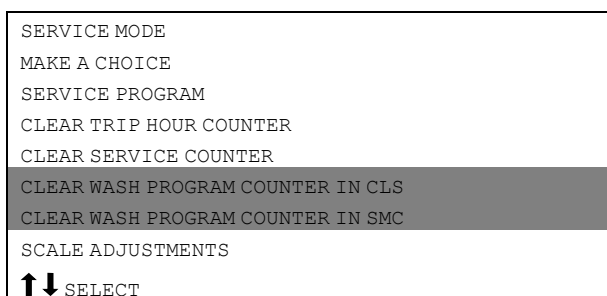 SERVICE MODE
MAKE A CHOICE
SERVICE PROGRAM
CLEAR TRIP HOUR COUNTER
CLEAR SERVICE COUNTER
CLEAR WASH PROGRAM COUNTER IN CLS
CLEAR WASH PROGRAM COUNTER IN SMC
SCALE ADJUSTMENTS
⬆⬇ SELECT